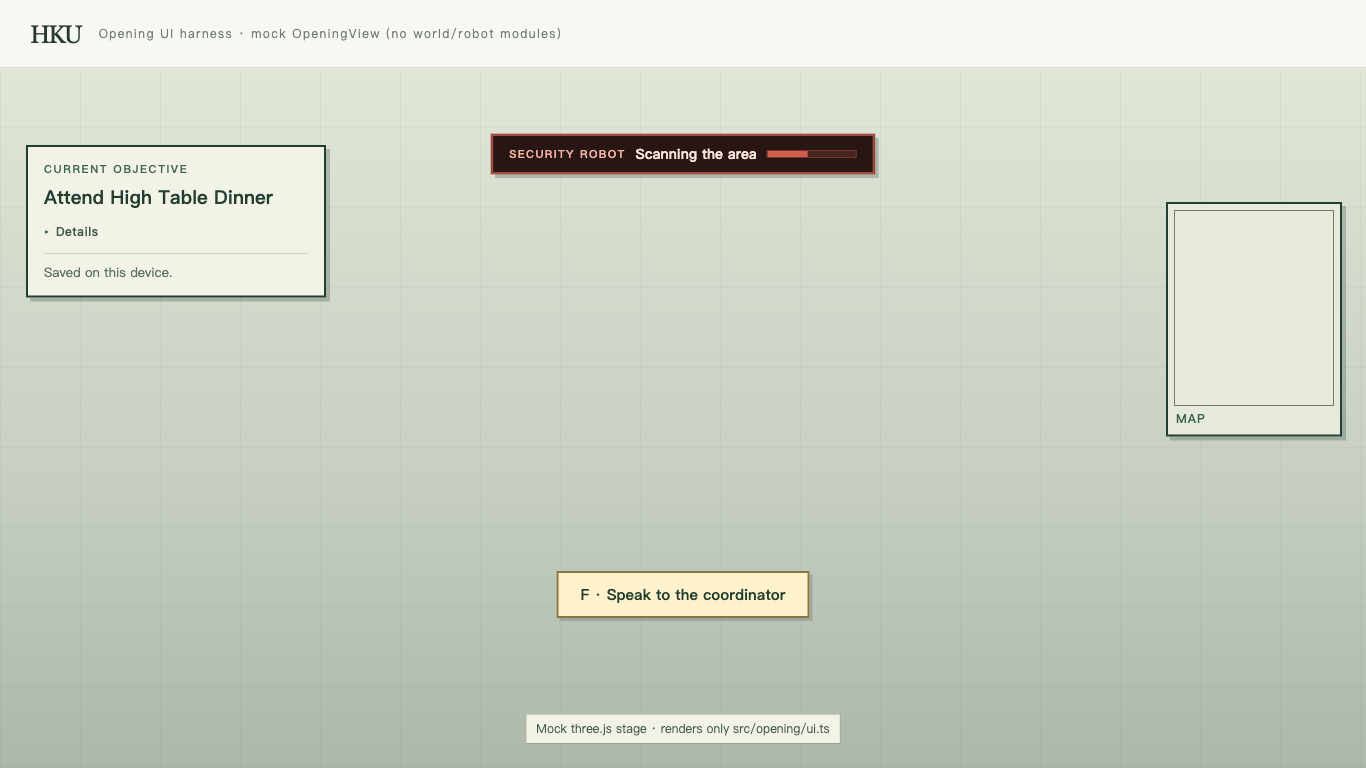 HKU Opening UI harness · mock OpeningView (no world/robot modules)
SECURITY ROBOT Scanning the area
CURRENT OBJECTIVE
Attend High Table Dinner
▸ Details
Saved on this device.
MAP
F · Speak to the coordinator
Mock three.js stage · renders only src/opening/ui.ts